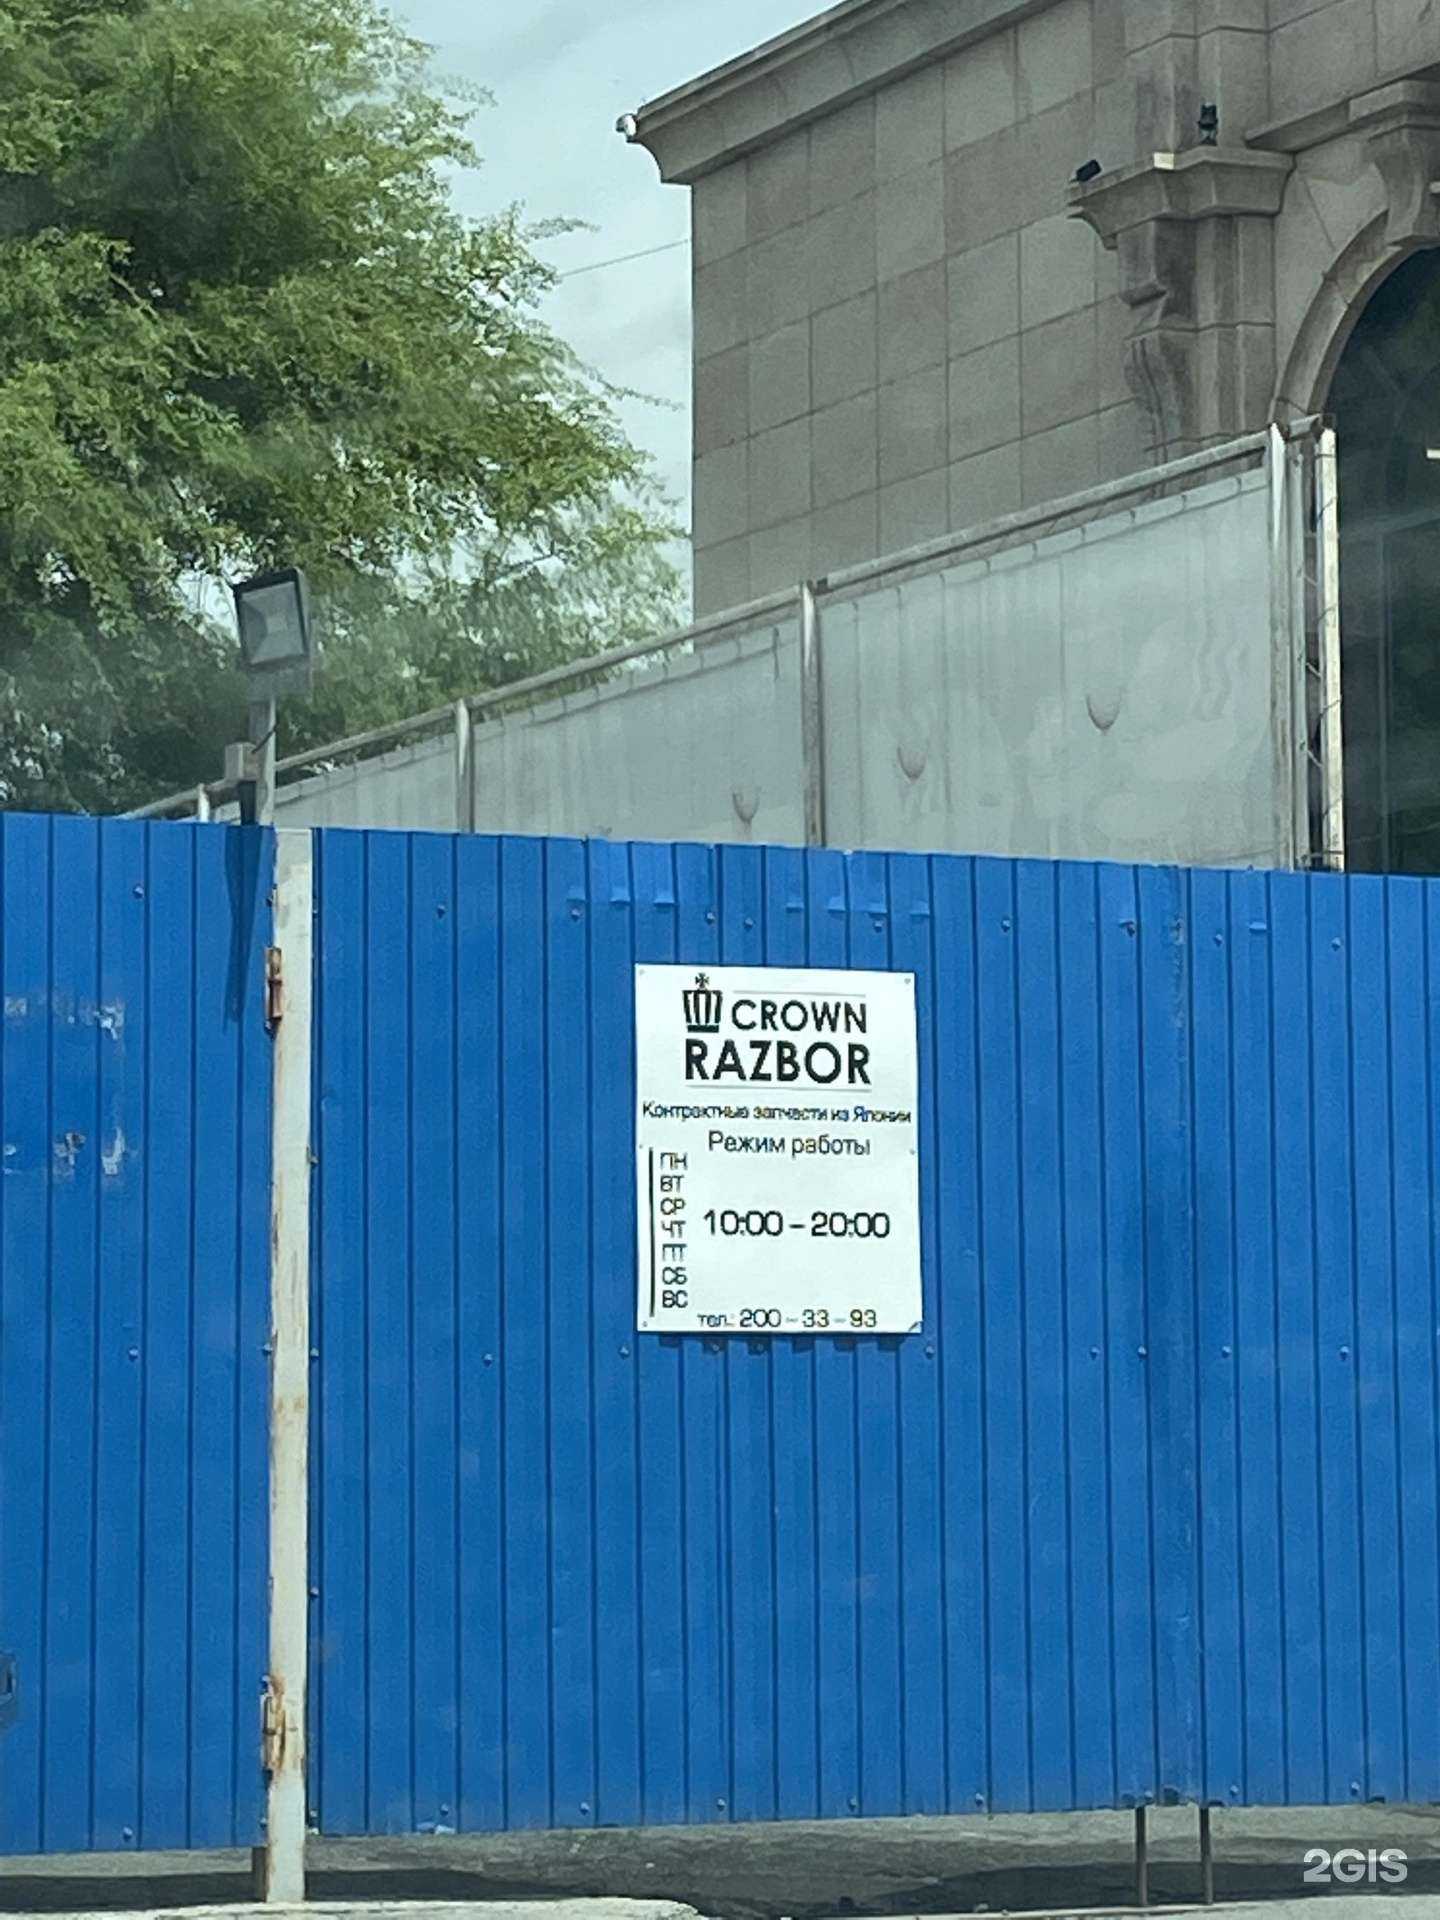 CROWN
RAZBOR
Контрактные запчасти из Японии
Режим работы
ПН
ВТ
СР
ЧТ 10:00 – 20:00
ПТ
СБ
ВС
тел.: 200 – 33 – 93
2GIS